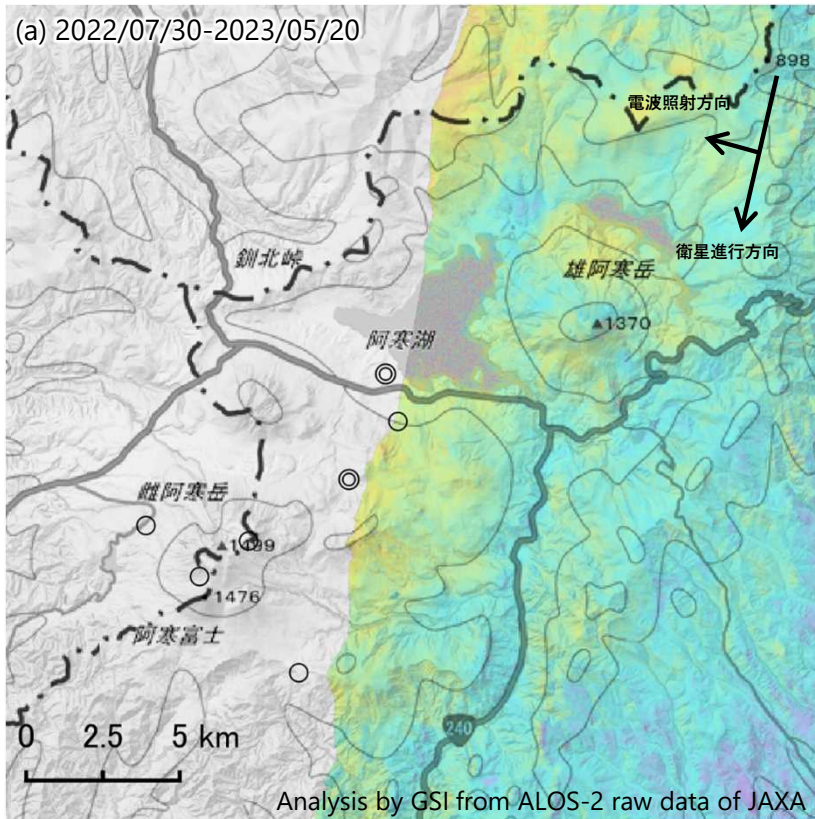 (a) 2022/07/30-2023/05/20
898
電波照射方向
衛星進行方向
釧北峠
雄阿寒岳
1370
阿寒湖
雌阿寒岳
1499
1476
阿寒富士
240
0 2.5 5 km
Analysis by GSI from ALOS-2 raw data of JAXA